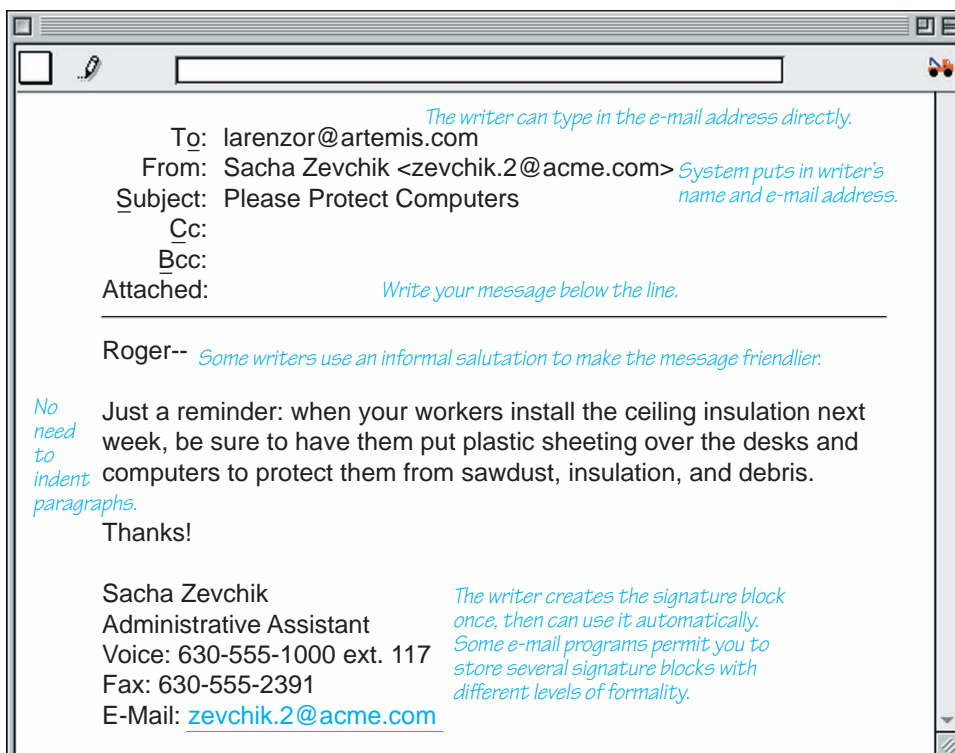 The writer can type in the e-mail address directly.
To: larenzor@artemis.com
From: Sacha Zevchik <zevchik.2@acme.com>
System puts in writer's
name and e-mail address.
Subject: Please Protect Computers
Cc:
Bcc:
Attached:
Write your message below the line.
Roger--
Some writers use an informal salutation to make the message friendlier.
No
need
to
indent
paragraphs.
Just a reminder: when your workers install the ceiling insulation next
week, be sure to have them put plastic sheeting over the desks and
computers to protect them from sawdust, insulation, and debris.
Thanks!
Sacha Zevchik
Administrative Assistant
Voice: 630-555-1000 ext. 117
Fax: 630-555-2391
E-Mail: zevchik.2@acme.com
The writer creates the signature block
once, then can use it automatically.
Some e-mail programs permit you to
store several signature blocks with
different levels of formality.